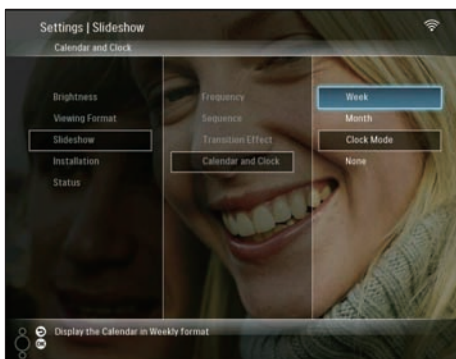 Settings | Slideshow
Calendar and Clock
Brightness
Viewing Format
Slideshow
Installation
Status
Frequency
Sequence
Transition Effect
Calendar and Clock
Week
Month
Clock Mode
None
Display the Calendar in Weekly format
OK